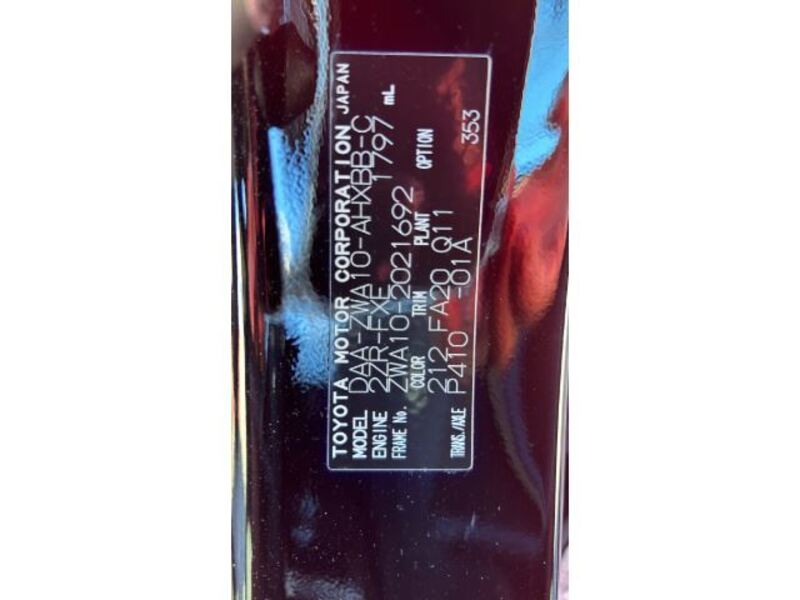 TOYOTA MOTOR CORPORATION JAPAN
MODEL DAA-ZWA10-AHXBB-C
ENGINE 2ZR-FXE 1797 mL
FRAME No. ZWA10-2021692
COLOR TRIM PLANT OPTION
212 FA20 Q11
TRANS./AXLE P410 -01A 353